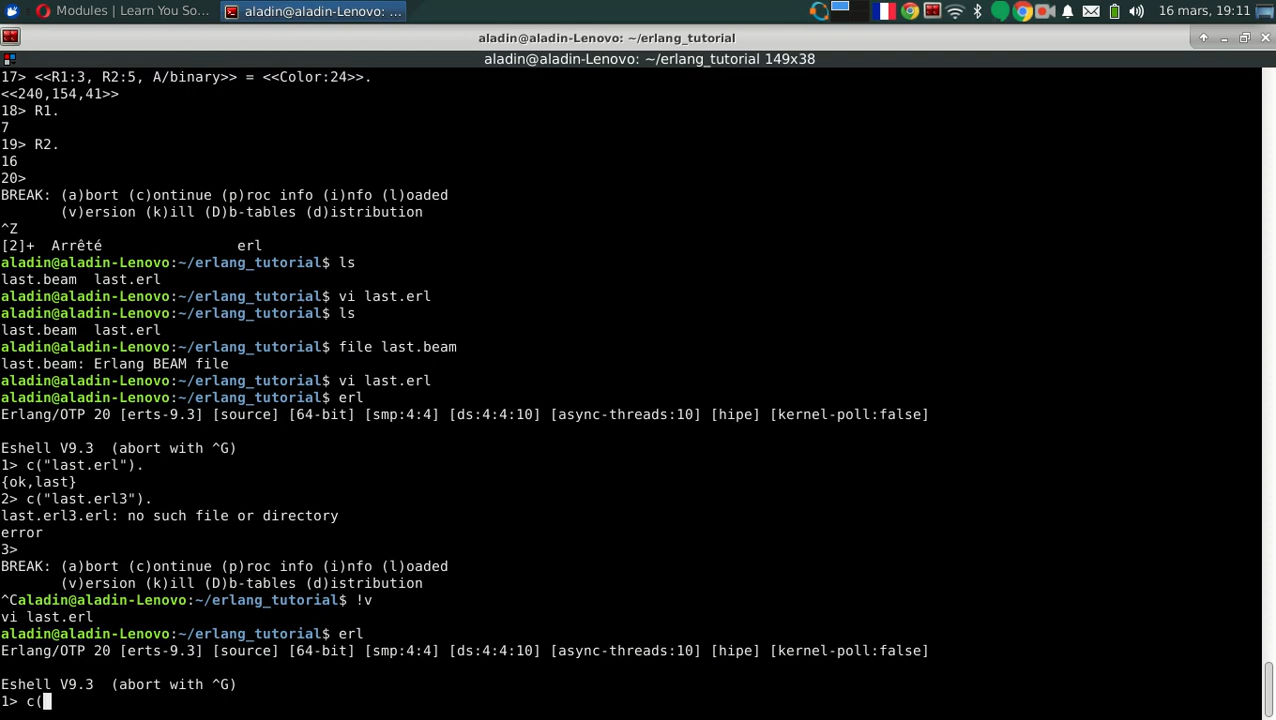 Modules | Learn You So...
aladin@aladin-Lenovo: ...
16 mars, 19:11
aladin@aladin-Lenovo: ~/erlang_tutorial
aladin@aladin-Lenovo: ~/erlang_tutorial 149x38
17> <<R1:3, R2:5, A/binary>> = <<Color:24>>.
<<240,154,41>>
18> R1.
7
19> R2.
16
20>
BREAK: (a)bort (c)ontinue (p)roc info (i)nfo (l)oaded
(v)ersion (k)ill (D)b-tables (d)istribution
^Z
[2]+  Arrêté                 erl
aladin@aladin-Lenovo:~/erlang_tutorial$ ls
last.beam  last.erl
aladin@aladin-Lenovo:~/erlang_tutorial$ vi last.erl
aladin@aladin-Lenovo:~/erlang_tutorial$ ls
last.beam  last.erl
aladin@aladin-Lenovo:~/erlang_tutorial$ file last.beam
last.beam: Erlang BEAM file
aladin@aladin-Lenovo:~/erlang_tutorial$ vi last.erl
aladin@aladin-Lenovo:~/erlang_tutorial$ erl
Erlang/OTP 20 [erts-9.3] [source] [64-bit] [smp:4:4] [ds:4:4:10] [async-threads:10] [hipe] [kernel-poll:false]
Eshell V9.3  (abort with ^G)
1> c("last.erl").
{ok,last}
2> c("last.erl3").
last.erl3.erl: no such file or directory
error
3>
BREAK: (a)bort (c)ontinue (p)roc info (i)nfo (l)oaded
(v)ersion (k)ill (D)b-tables (d)istribution
^Caladin@aladin-Lenovo:~/erlang_tutorial$ !v
vi last.erl
aladin@aladin-Lenovo:~/erlang_tutorial$ erl
Erlang/OTP 20 [erts-9.3] [source] [64-bit] [smp:4:4] [ds:4:4:10] [async-threads:10] [hipe] [kernel-poll:false]
Eshell V9.3  (abort with ^G)
1> c(